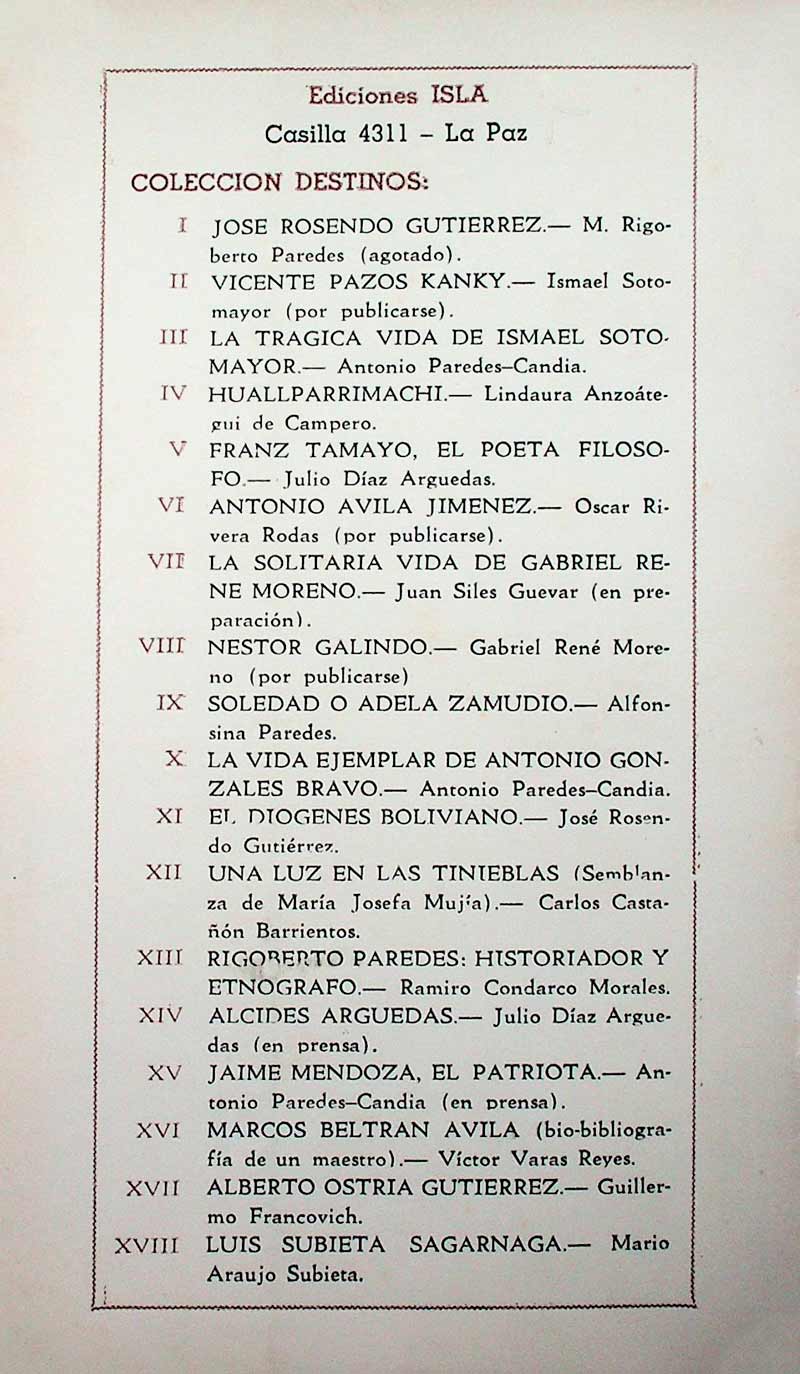 Ediciones ISLA
Casilla 4311 – La Paz
COLECCION DESTINOS:
I JOSE ROSENDO GUTIERREZ.— M. Rigo-
berto Paredes (agotado).
II VICENTE PAZOS KANKY.— Ismael Soto-
mayor (por publicarse).
III LA TRAGICA VIDA DE ISMAEL SOTO-
MAYOR.— Antonio Paredes–Candia.
IV HUALLPARRIMACHI.— Lindaura Anzoáte-
gui de Campero.
V FRANZ TAMAYO, EL POETA FILOSO-
FO.— Julio Díaz Arguedas.
VI ANTONIO AVILA JIMENEZ.— Oscar Ri-
vera Rodas (por publicarse).
VII LA SOLITARIA VIDA DE GABRIEL RE-
NE MORENO.— Juan Siles Guevar (en pre-
paración).
VIII NESTOR GALINDO.— Gabriel René More-
no (por publicarse)
IX SOLEDAD O ADELA ZAMUDIO.— Alfon-
sina Paredes.
X LA VIDA EJEMPLAR DE ANTONIO GON-
ZALES BRAVO.— Antonio Paredes–Candia.
XI EL DIOGENES BOLIVIANO.— José Rosen-
do Gutiérrez.
XII UNA LUZ EN LAS TINIEBLAS (Semblan-
za de María Josefa Mujía).— Carlos Casta-
ñón Barrientos.
XIII RIGOBERTO PAREDES: HISTORIADOR Y
ETNOGRAFO.— Ramiro Condarco Morales.
XIV ALCIDES ARGUEDAS.— Julio Díaz Argue-
das (en prensa).
XV JAIME MENDOZA, EL PATRIOTA.— An-
tonio Paredes–Candia (en prensa).
XVI MARCOS BELTRAN AVILA (bio-bibliogra-
fía de un maestro).— Víctor Varas Reyes.
XVII ALBERTO OSTRIA GUTIERREZ.— Guiller-
mo Francovich.
XVIII LUIS SUBIETA SAGARNAGA.— Mario
Araujo Subieta.